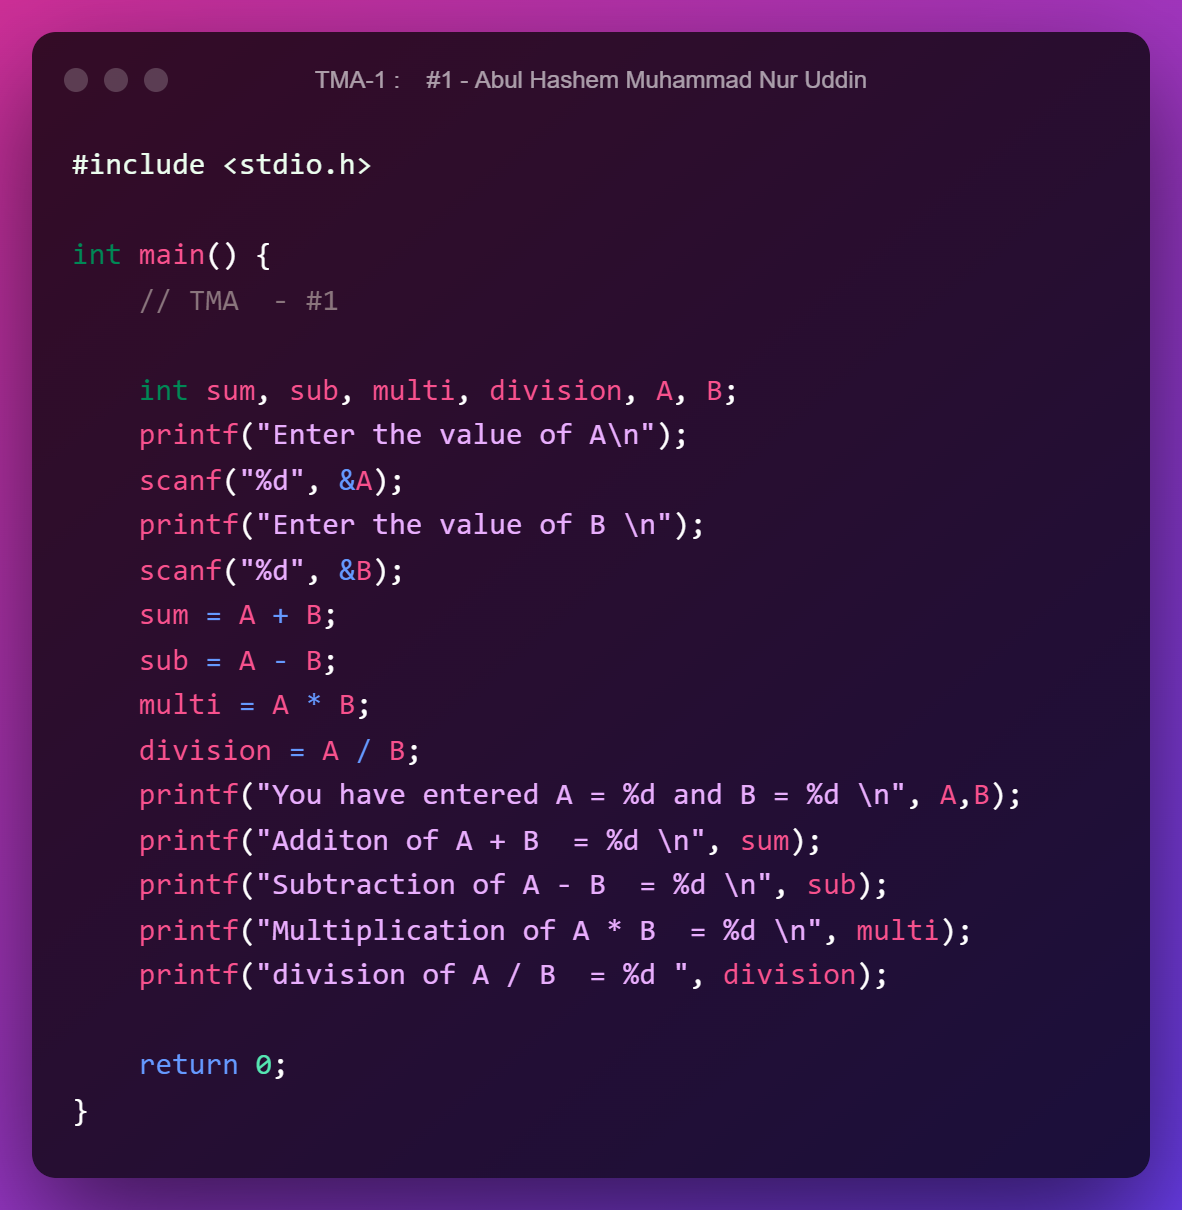 TMA-1 :    #1 - Abul Hashem Muhammad Nur Uddin
#include <stdio.h>
int main() {
    // TMA  - #1
    int sum, sub, multi, division, A, B;
    printf("Enter the value of A\n");
    scanf("%d", &A);
    printf("Enter the value of B \n");
    scanf("%d", &B);
    sum = A + B;
    sub = A - B;
    multi = A * B;
    division = A / B;
    printf("You have entered A = %d and B = %d \n", A,B);
    printf("Additon of A + B  = %d \n", sum);
    printf("Subtraction of A - B  = %d \n", sub);
    printf("Multiplication of A * B  = %d \n", multi);
    printf("division of A / B  = %d ", division);
    return 0;
}